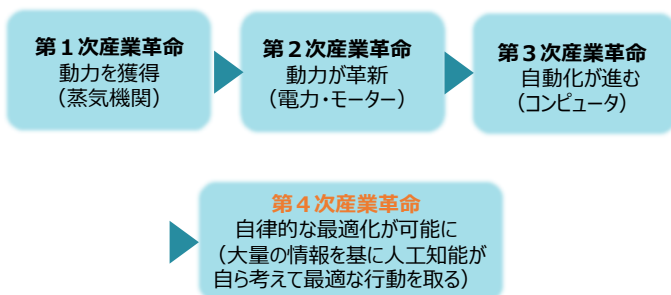 第１次産業革命
動力を獲得
（蒸気機関）
第２次産業革命
動力が革新
（電力・モーター）
第３次産業革命
自動化が進む
（コンピュータ）
第４次産業革命
自律的な最適化が可能に
（大量の情報を基に人工知能が
自ら考えて最適な行動を取る）